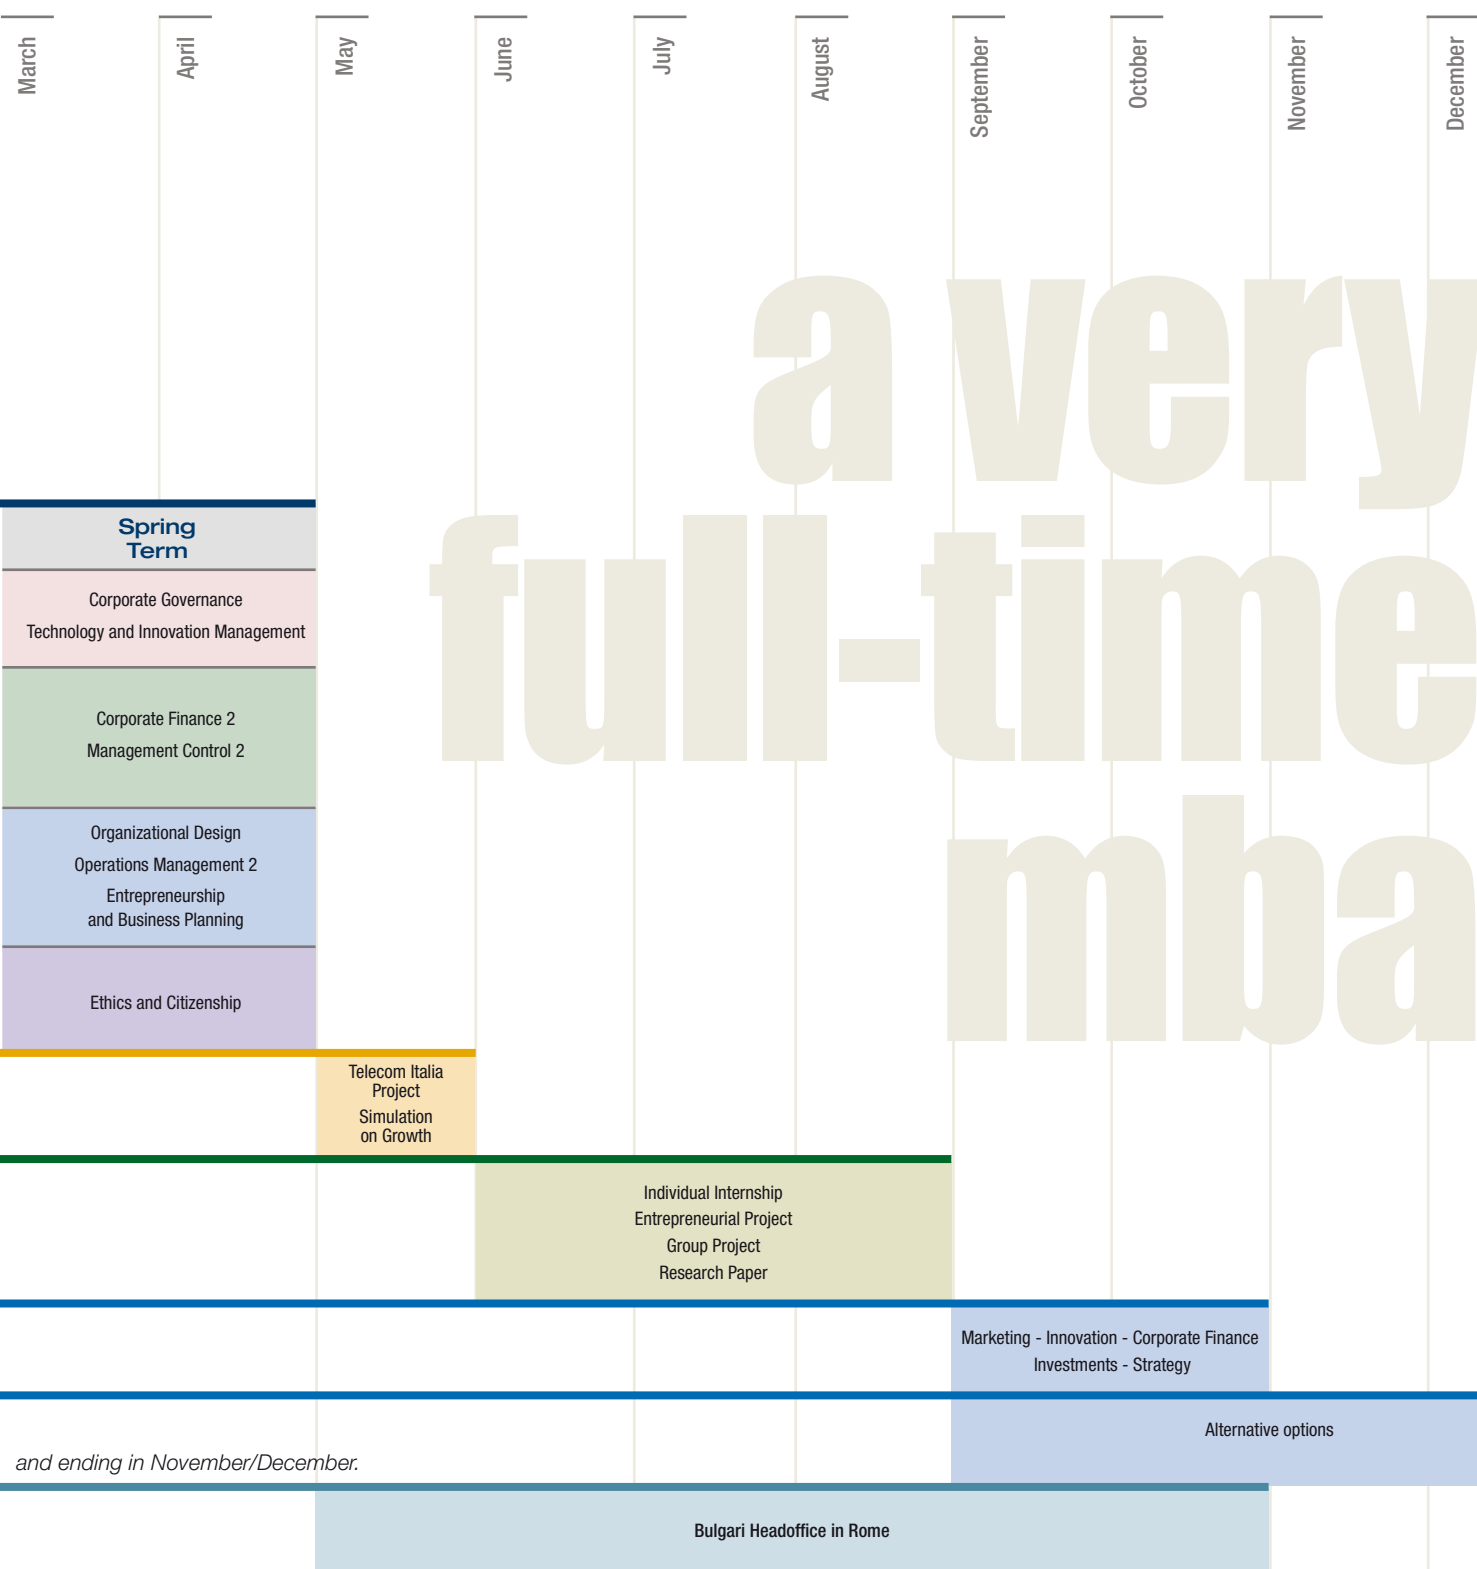 March
April
May
June
July
August
September
October
November
December
a very
full-time
mba
Spring
Term
Corporate Governance
Technology and Innovation Management
Corporate Finance 2
Management Control 2
Organizational Design
Operations Management 2
Entrepreneurship
and Business Planning
Ethics and Citizenship
Telecom Italia
Project
Simulation
on Growth
Individual Internship
Entrepreneurial Project
Group Project
Research Paper
Marketing - Innovation - Corporate Finance
Investments - Strategy
Alternative options
and ending in November/December.
Bulgari Headoffice in Rome